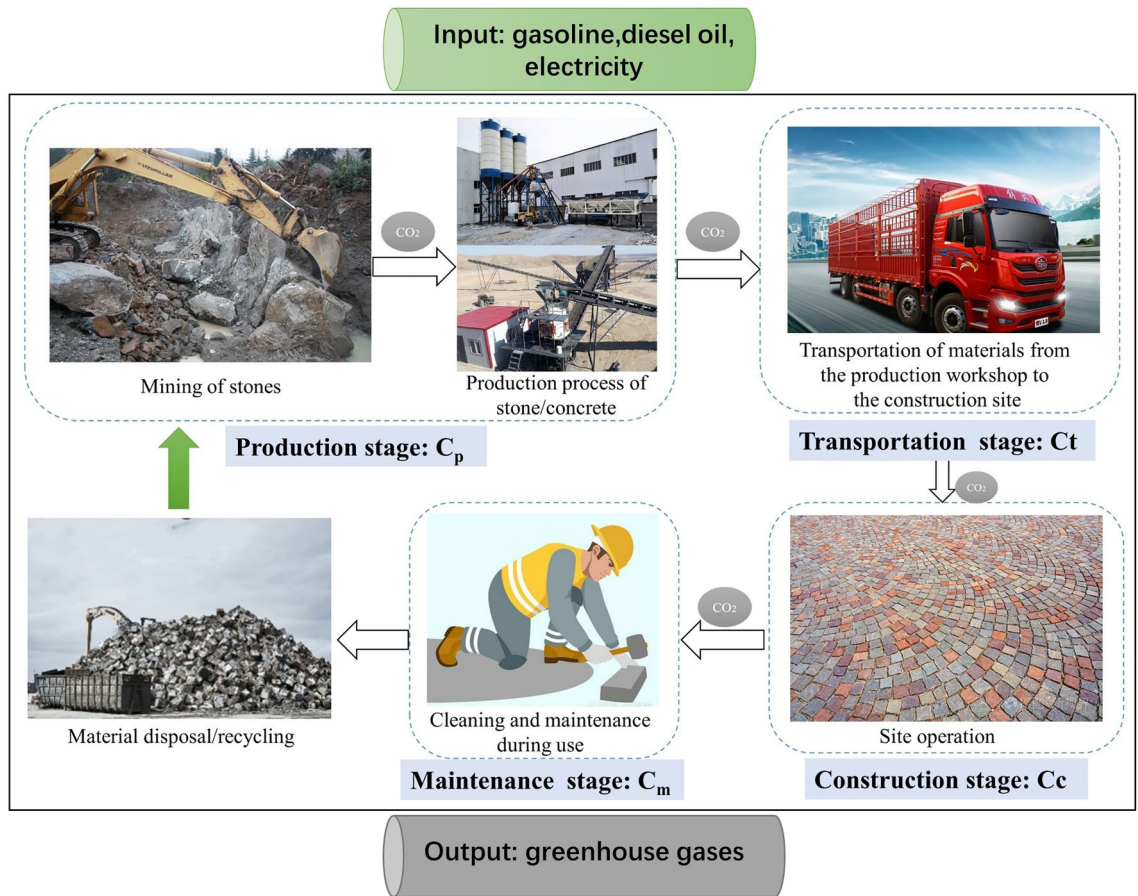 Input: gasoline,diesel oil,
electricity
CATERPILLAR
CO₂
CO₂
Mining of stones
Production process of
stone/concrete
Transportation of materials from
the production workshop to
the construction site
Production stage: Cₚ
Transportation stage: Ct
CO₂
CO₂
Material disposal/recycling
Cleaning and maintenance
during use
Site operation
Maintenance stage: Cₘ
Construction stage: Cc
Output: greenhouse gases